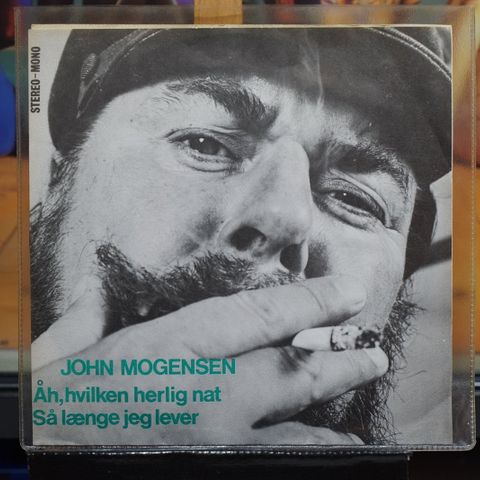 STEREO-MONO
JOHN MOGENSEN
Åh, hvilken herlig nat
Så længe jeg lever